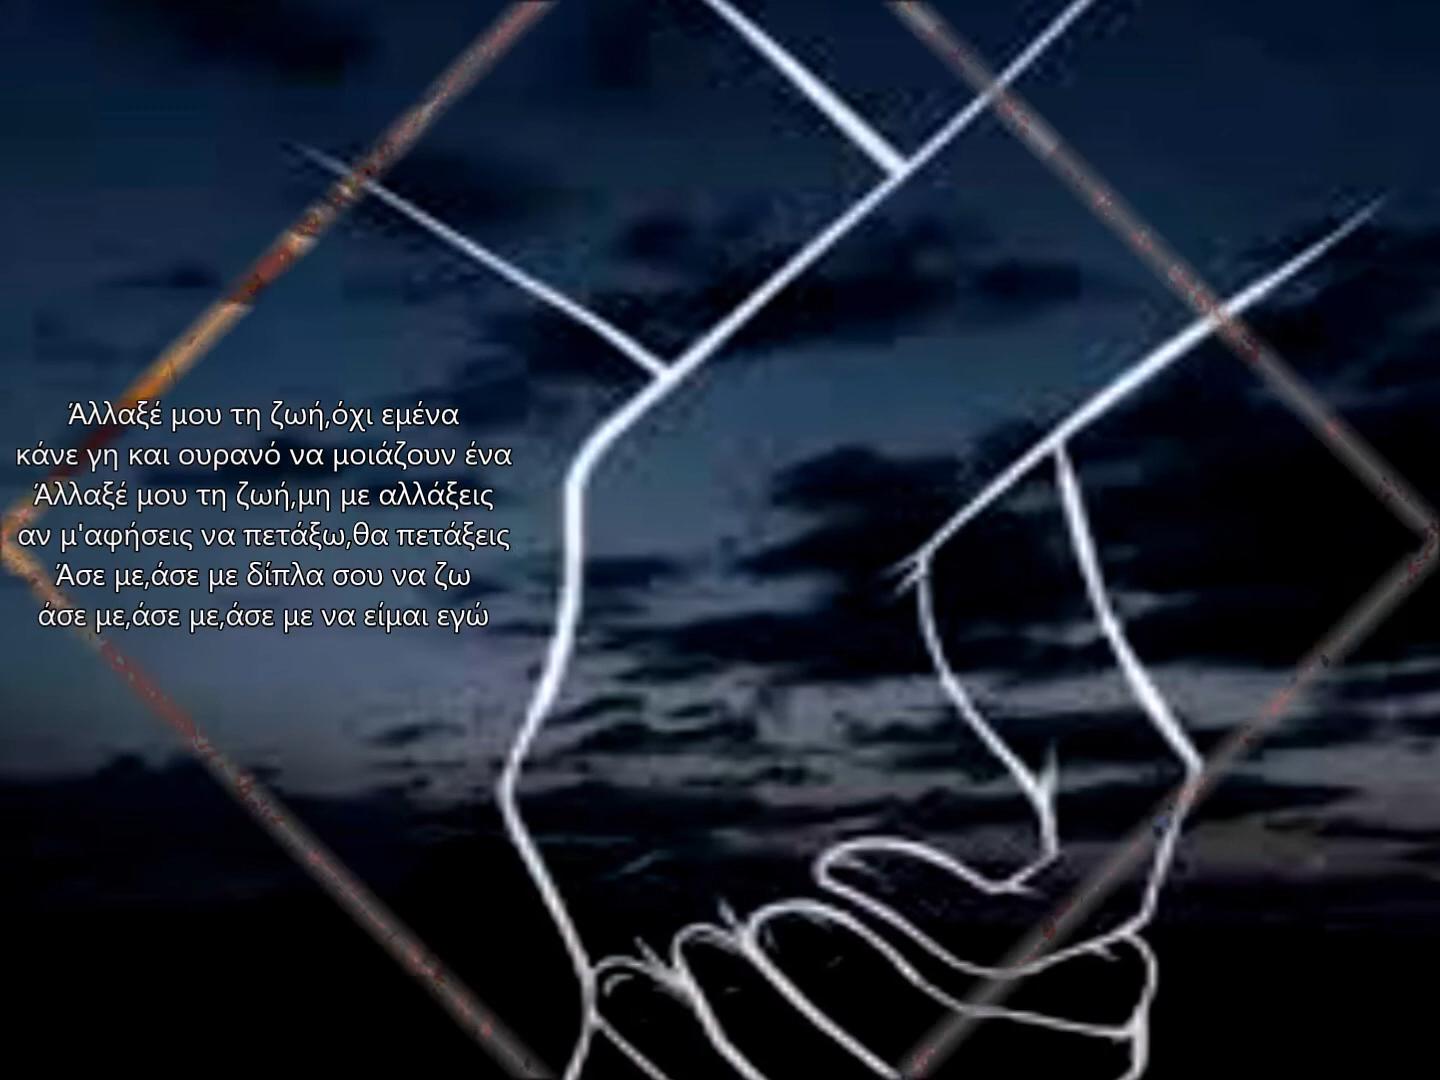 Άλλαξέ μου τη ζωή,όχι εμένα
κάνε γη και ουρανό να μοιάζουν ένα
Άλλαξέ μου τη ζωή,μη με αλλάξεις
αν μ'αφήσεις να πετάξω,θα πετάξεις
Άσε με,άσε με δίπλα σου να ζω
άσε με,άσε με,άσε με να είμαι εγώ